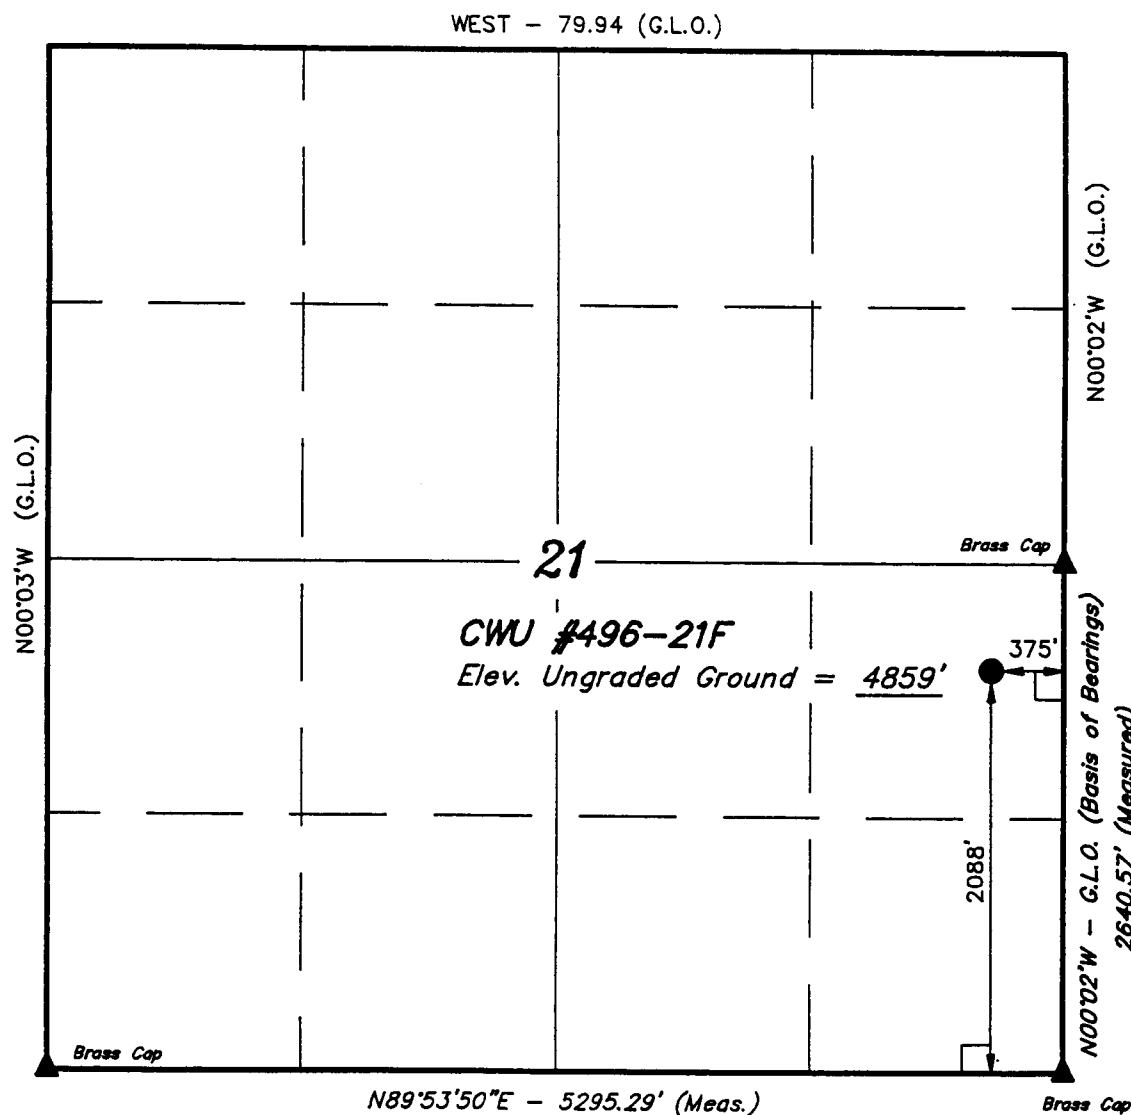 WEST - 79.94 (G.L.O.)
N00°02'W (G.L.O.)
N00°03'W (G.L.O.)
Brass Cap
21
CWU #496-21F
Elev. Ungraded Ground = 4859'
375'
2088'
N00°02'W - G.L.O. (Basis of Bearings)
2640.57' (Measured)
Brass Cap
N89°53'50"E - 5295.29' (Meas.)
Brass Cap